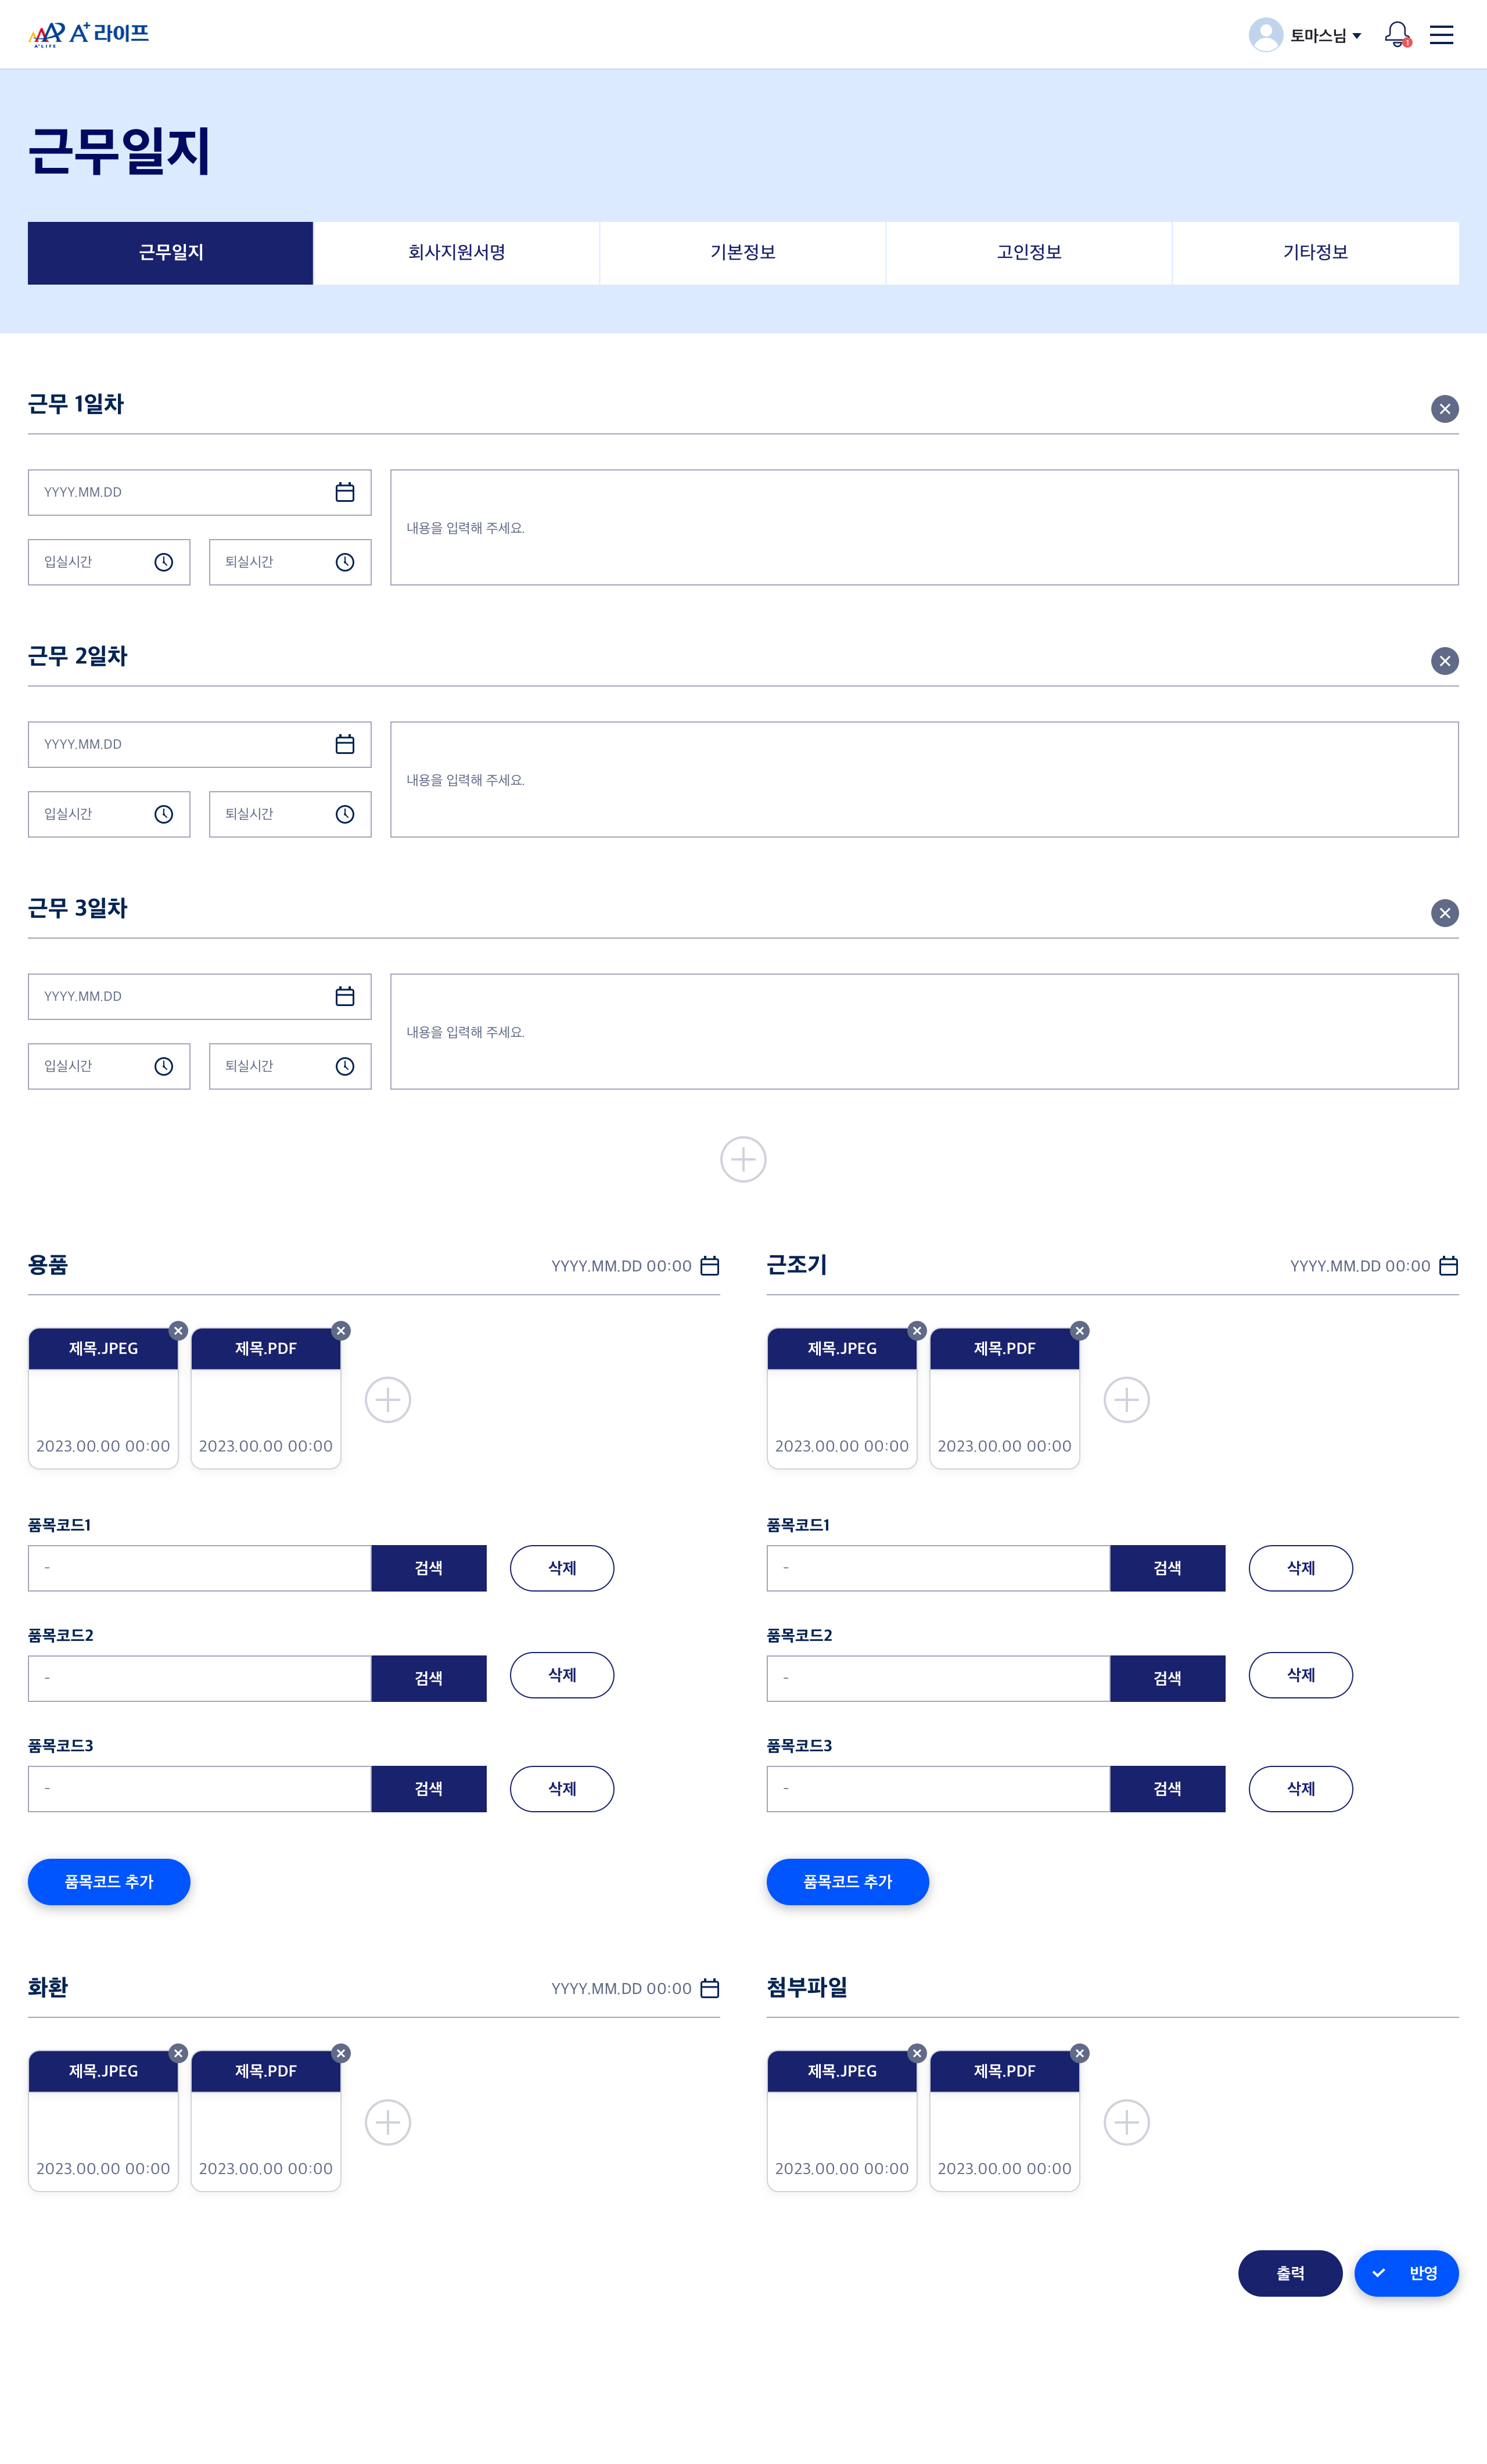 A+LIFE A+ 라이프
토마스님
1
근무일지
근무일지 회사지원서명 기본정보 고인정보 기타정보
근무 1일차
YYYY.MM.DD
내용을 입력해 주세요.
입실시간 퇴실시간
근무 2일차
YYYY.MM.DD
내용을 입력해 주세요.
입실시간 퇴실시간
근무 3일차
YYYY.MM.DD
내용을 입력해 주세요.
입실시간 퇴실시간
용품 YYYY.MM.DD 00:00
제목.JPEG 제목.PDF
2023.00.00 00:00 2023.00.00 00:00
품목코드1
- 검색 삭제
품목코드2
- 검색 삭제
품목코드3
- 검색 삭제
품목코드 추가
근조기 YYYY.MM.DD 00:00
제목.JPEG 제목.PDF
2023.00.00 00:00 2023.00.00 00:00
품목코드1
- 검색 삭제
품목코드2
- 검색 삭제
품목코드3
- 검색 삭제
품목코드 추가
화환 YYYY.MM.DD 00:00
제목.JPEG 제목.PDF
2023.00.00 00:00 2023.00.00 00:00
첨부파일
제목.JPEG 제목.PDF
2023.00.00 00:00 2023.00.00 00:00
출력 반영